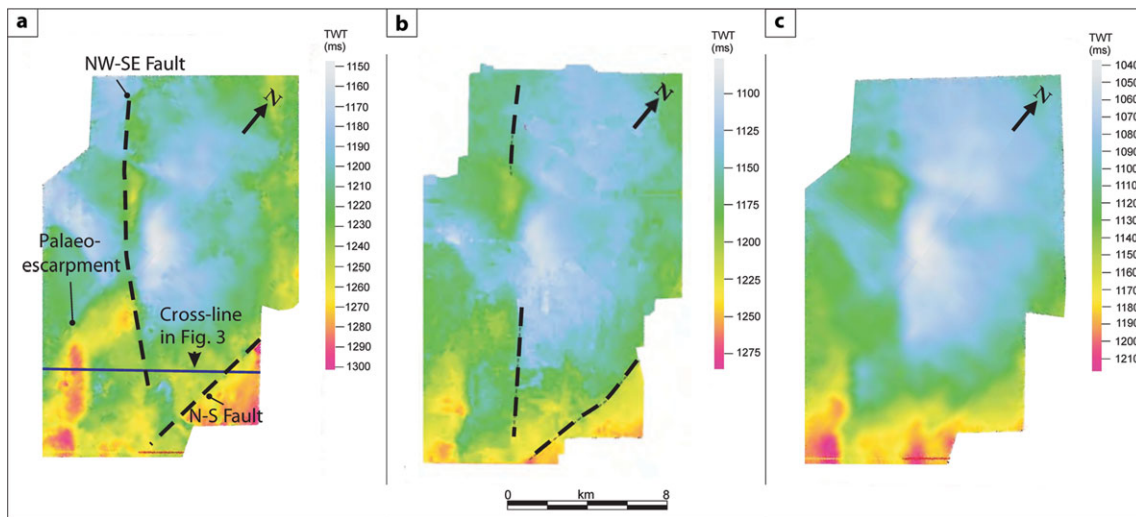 a
TWT
(ms)
NW-SE Fault
N
1150
1160
1170
1180
1190
1200
1210
1220
1230
1240
1250
1260
1270
1280
1290
1300
Palaeo-
escarpment
Cross-line
in Fig. 3
N-S Fault
b
TWT
(ms)
N
1100
1125
1150
1175
1200
1225
1250
1275
0 km 8
c
TWT
(ms)
N
1040
1050
1060
1070
1080
1090
1100
1110
1120
1130
1140
1150
1160
1170
1180
1190
1200
1210